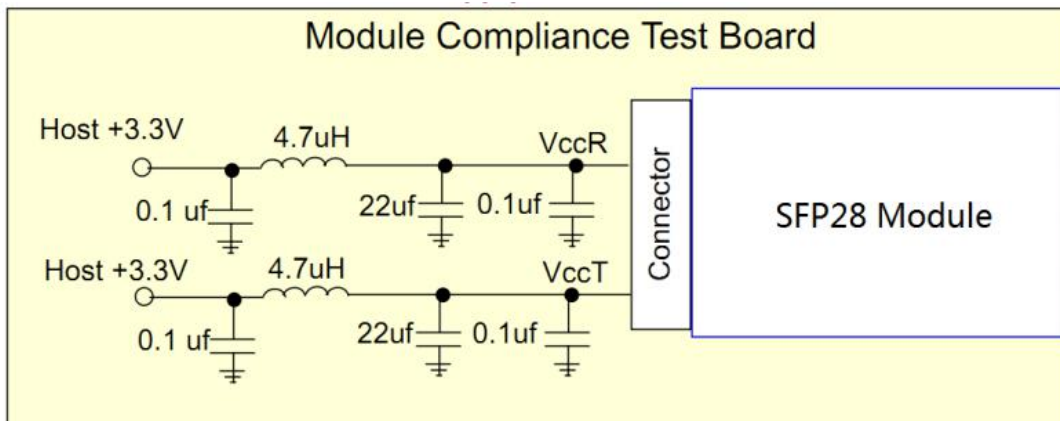 Module Compliance Test Board
Host +3.3V
4.7uH
VccR
0.1 uf
22uf
0.1uf
Host +3.3V
4.7uH
VccT
0.1 uf
22uf
0.1uf
Connector
SFP28 Module